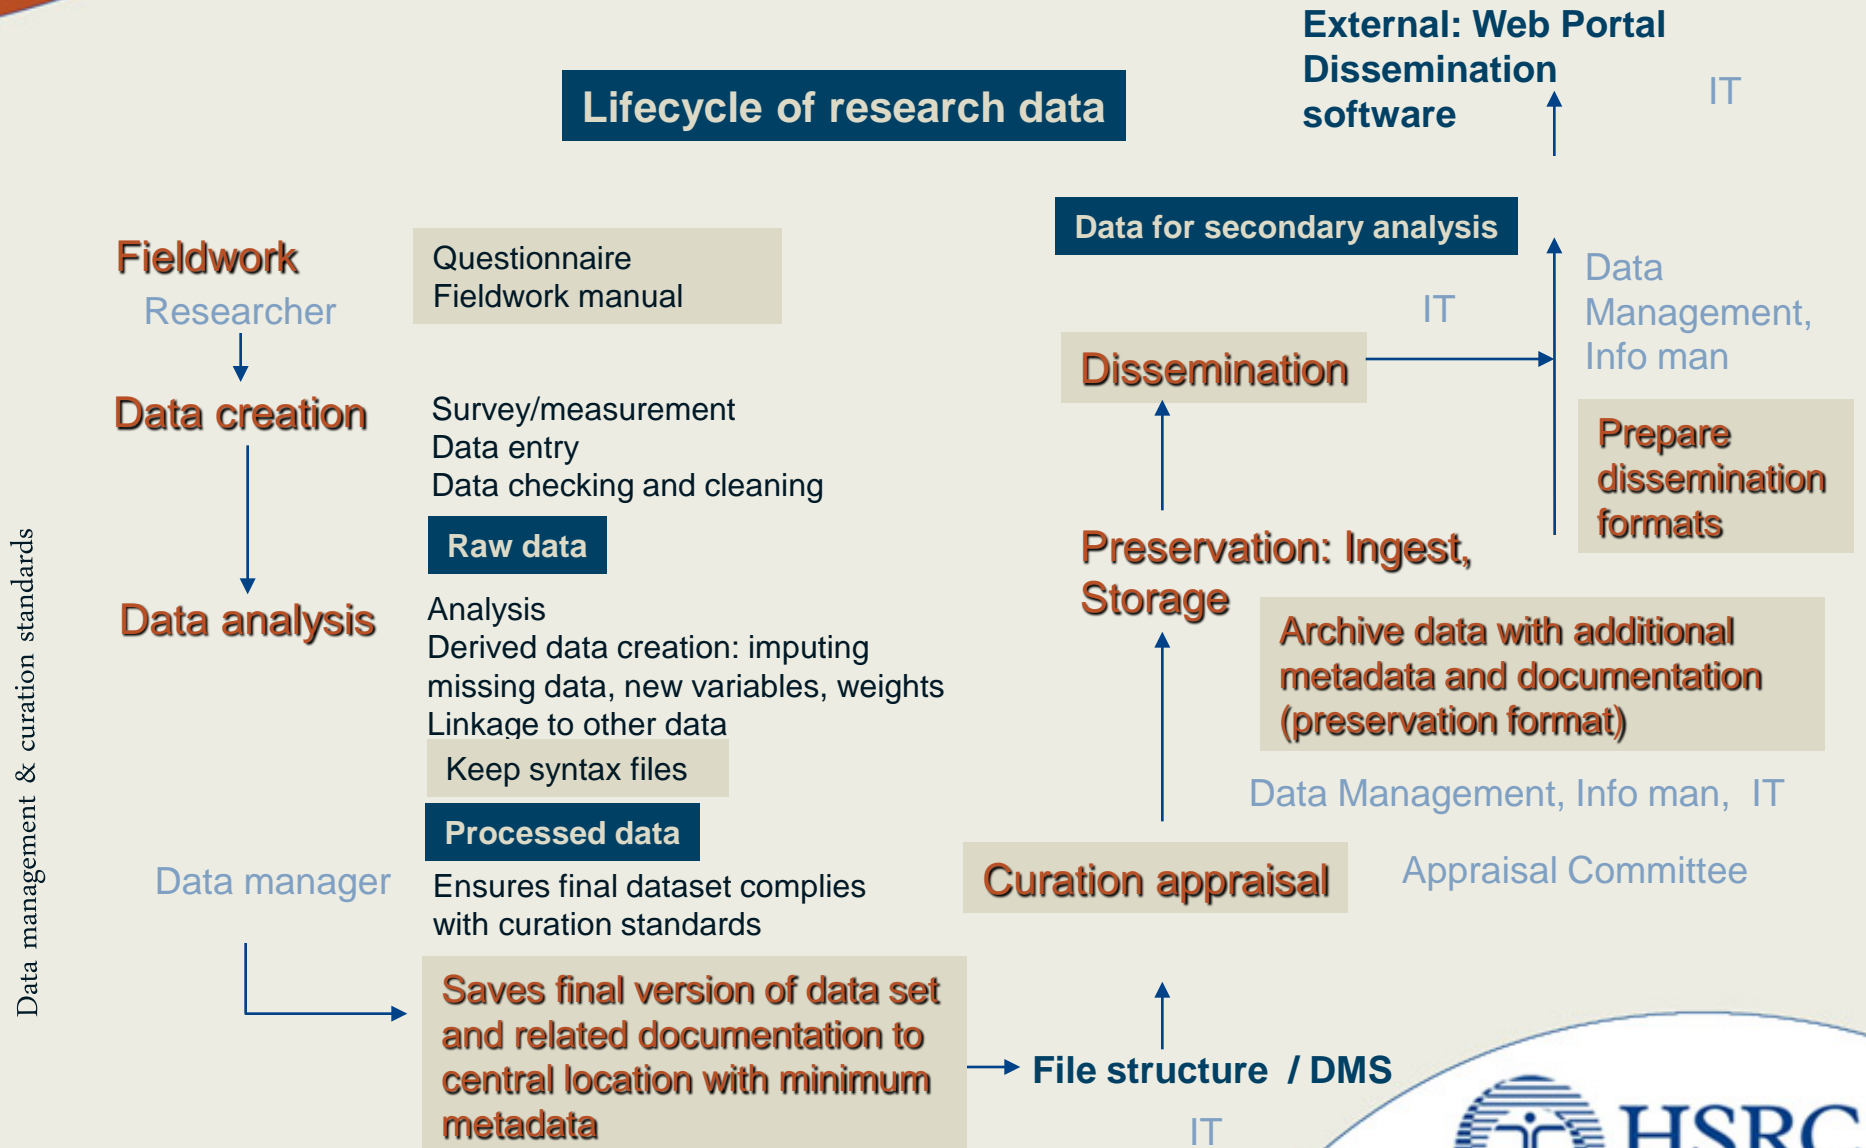 External: Web Portal
Dissemination
software
IT
Lifecycle of research data
Data management & curation standards
Fieldwork
Researcher
Questionnaire
Fieldwork manual
Data creation
Survey/measurement
Data entry
Data checking and cleaning
Raw data
Data analysis
Analysis
Derived data creation: imputing
missing data, new variables, weights
Linkage to other data
Keep syntax files
Processed data
Data manager
Ensures final dataset complies
with curation standards
Saves final version of data set
and related documentation to
central location with minimum
metadata
File structure / DMS
IT
Curation appraisal
Appraisal Committee
Data Management, Info man, IT
Preservation: Ingest,
Storage
Archive data with additional
metadata and documentation
(preservation format)
Dissemination
IT
Data for secondary analysis
Data
Management,
Info man
Prepare
dissemination
formats
HSRC